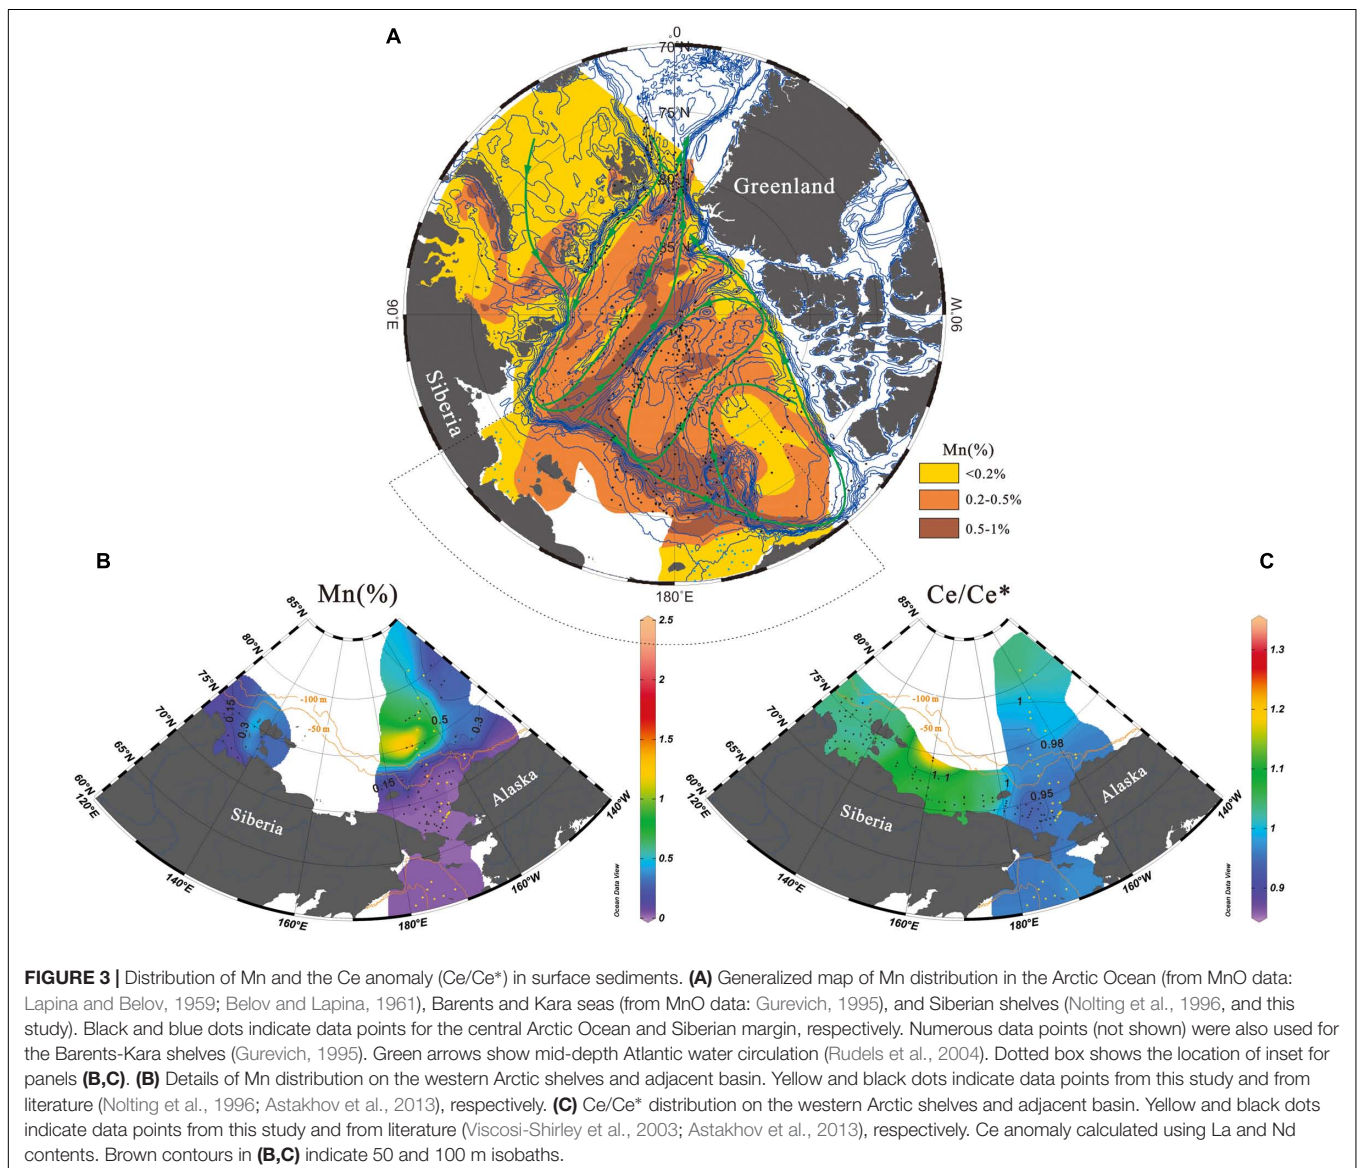 A
0°
70°N
75°N
80°N
85°N
Greenland
90°E
90°W
Siberia
Mn(%)
<0.2%
0.2-0.5%
0.5-1%
180°E
B
Mn(%)
85°N
80°N
75°N
70°N
65°N
60°N
120°E
140°E
160°E
180°E
160°W
140°W
-100 m
-50 m
0.15
0.3
0.5
0.3
0.15
Siberia
Alaska
2.5
2
1.5
1
0.5
0
Ocean Data View
C
Ce/Ce*
85°N
80°N
75°N
70°N
65°N
60°N
120°E
140°E
160°E
180°E
160°W
140°W
-100 m
-50 m
1
0.98
1.1
1
0.95
Siberia
Alaska
1.3
1.2
1.1
1
0.9
Ocean Data View
FIGURE 3 | Distribution of Mn and the Ce anomaly (Ce/Ce*) in surface sediments. (A) Generalized map of Mn distribution in the Arctic Ocean (from MnO data:
Lapina and Belov, 1959; Belov and Lapina, 1961), Barents and Kara seas (from MnO data: Gurevich, 1995), and Siberian shelves (Nolting et al., 1996, and this
study). Black and blue dots indicate data points for the central Arctic Ocean and Siberian margin, respectively. Numerous data points (not shown) were also used for
the Barents-Kara shelves (Gurevich, 1995). Green arrows show mid-depth Atlantic water circulation (Rudels et al., 2004). Dotted box shows the location of inset for
panels (B,C). (B) Details of Mn distribution on the western Arctic shelves and adjacent basin. Yellow and black dots indicate data points from this study and from
literature (Nolting et al., 1996; Astakhov et al., 2013), respectively. (C) Ce/Ce* distribution on the western Arctic shelves and adjacent basin. Yellow and black dots
indicate data points from this study and from literature (Viscosi-Shirley et al., 2003; Astakhov et al., 2013), respectively. Ce anomaly calculated using La and Nd
contents. Brown contours in (B,C) indicate 50 and 100 m isobaths.